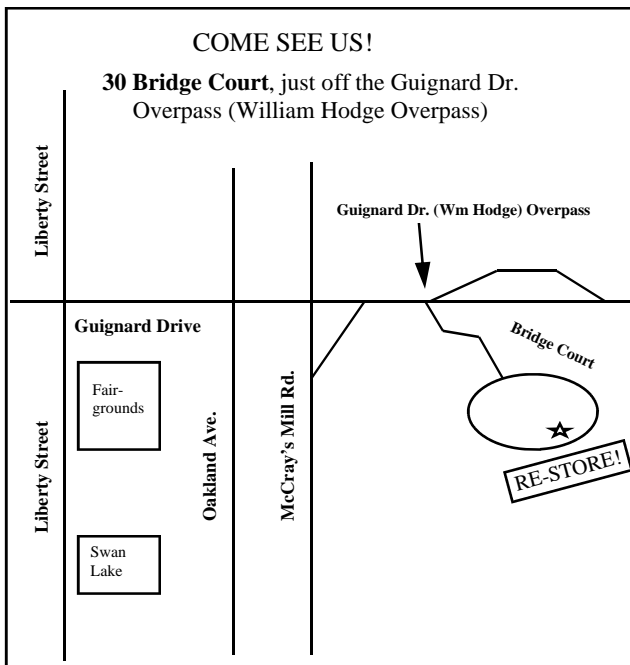 COME SEE US!
30 Bridge Court, just off the Guignard Dr.
Overpass (William Hodge Overpass)
Liberty Street
Guignard Dr. (Wm Hodge) Overpass
Guignard Drive
Bridge Court
Fair-
grounds
Liberty Street
Oakland Ave.
McCray's Mill Rd.
RE-STORE!
Swan
Lake